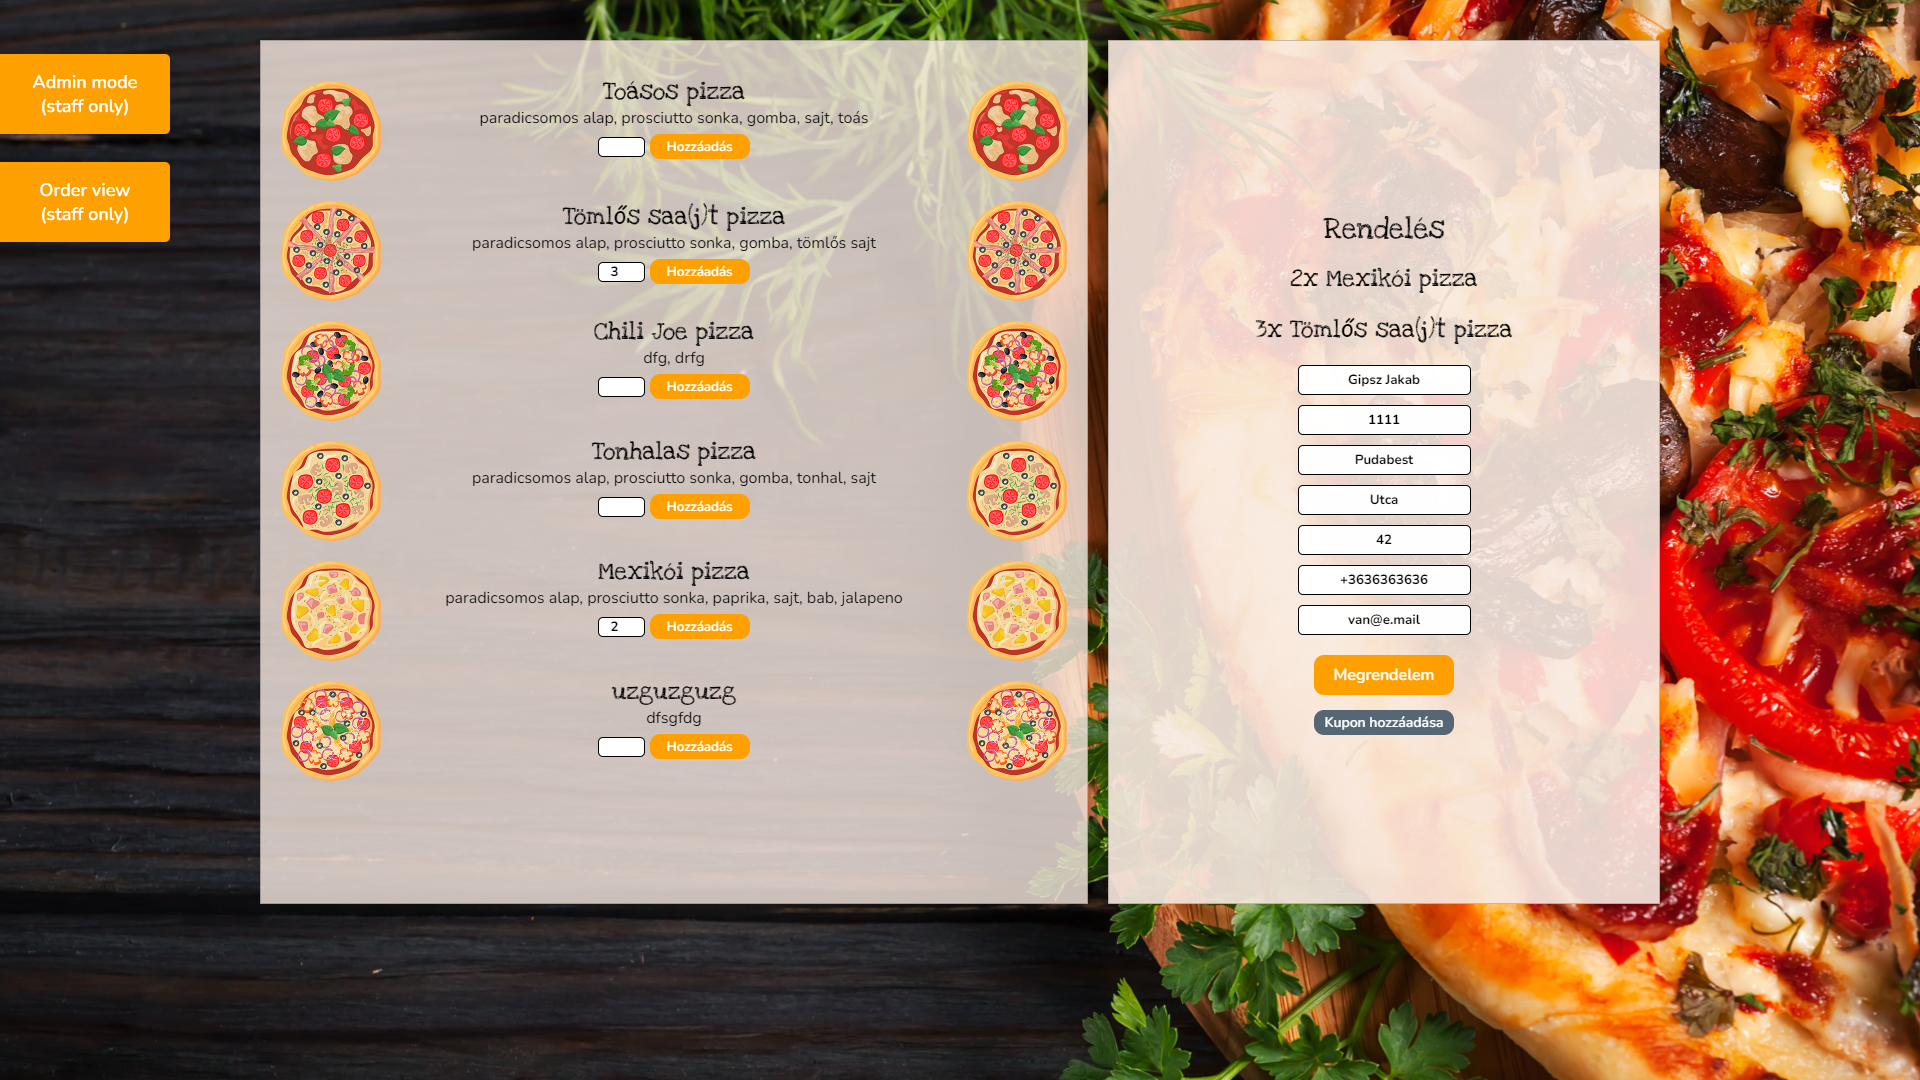 Admin mode
(staff only)
Order view
(staff only)
Toásos pizza
paradicsomos alap, prosciutto sonka, gomba, sajt, toás
Hozzáadás
Tömlős saa(j)t pizza
paradicsomos alap, prosciutto sonka, gomba, tömlős sajt
3 Hozzáadás
Chili Joe pizza
dfg, drfg
Hozzáadás
Tonhalas pizza
paradicsomos alap, prosciutto sonka, gomba, tonhal, sajt
Hozzáadás
Mexikói pizza
paradicsomos alap, prosciutto sonka, paprika, sajt, bab, jalapeno
2 Hozzáadás
uzguzguzg
dfsgfdg
Hozzáadás
Rendelés
2x Mexikói pizza
3x Tömlős saa(j)t pizza
Gipsz Jakab
1111
Pudabest
Utca
42
+3636363636
van@e.mail
Megrendelem
Kupon hozzáadása